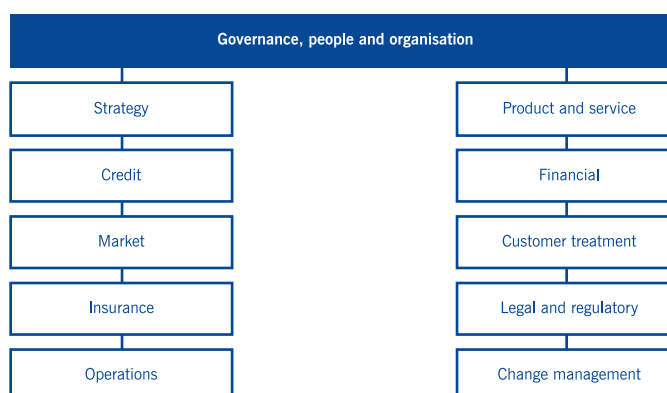 Governance, people and organisation
Strategy
Product and service
Credit
Financial
Market
Customer treatment
Insurance
Legal and regulatory
Operations
Change management